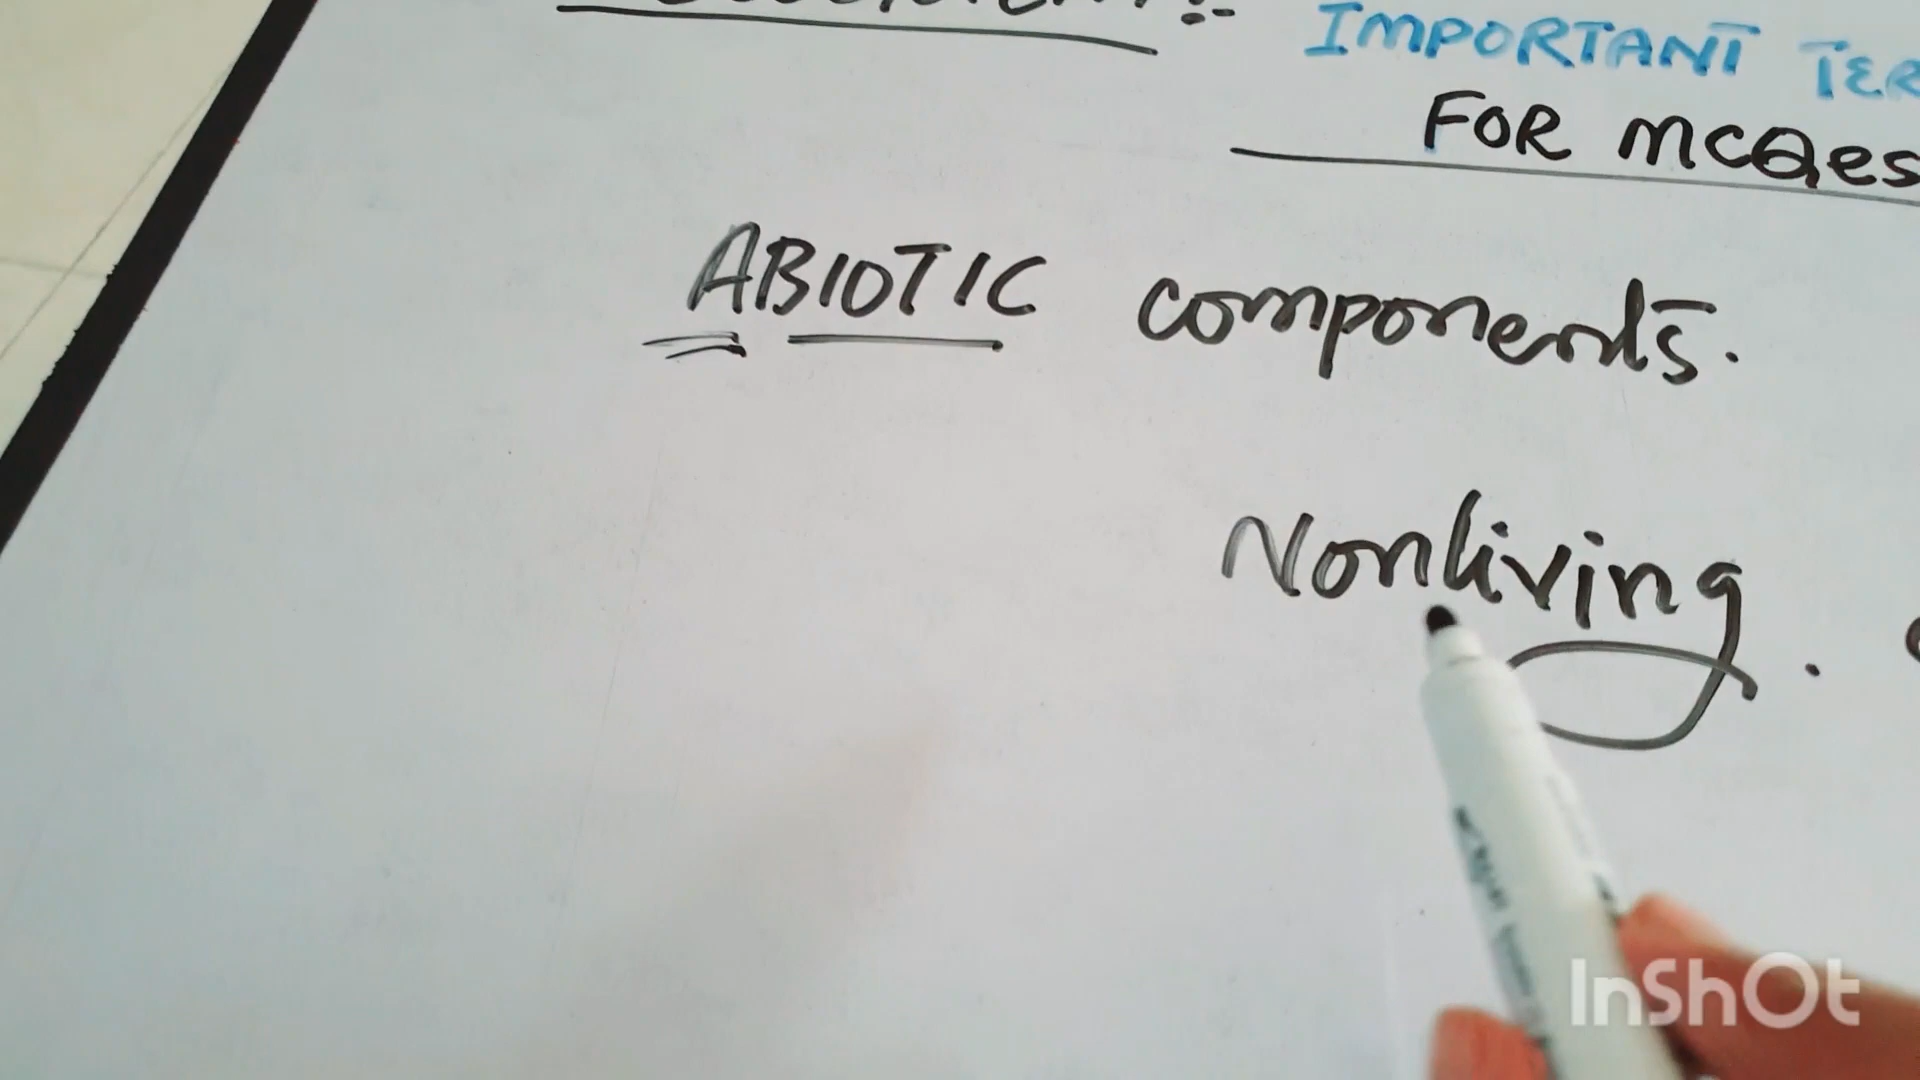 IMPORTANT
FOR MCQes
ABIOTIC components.
Nonliving.
InShOt